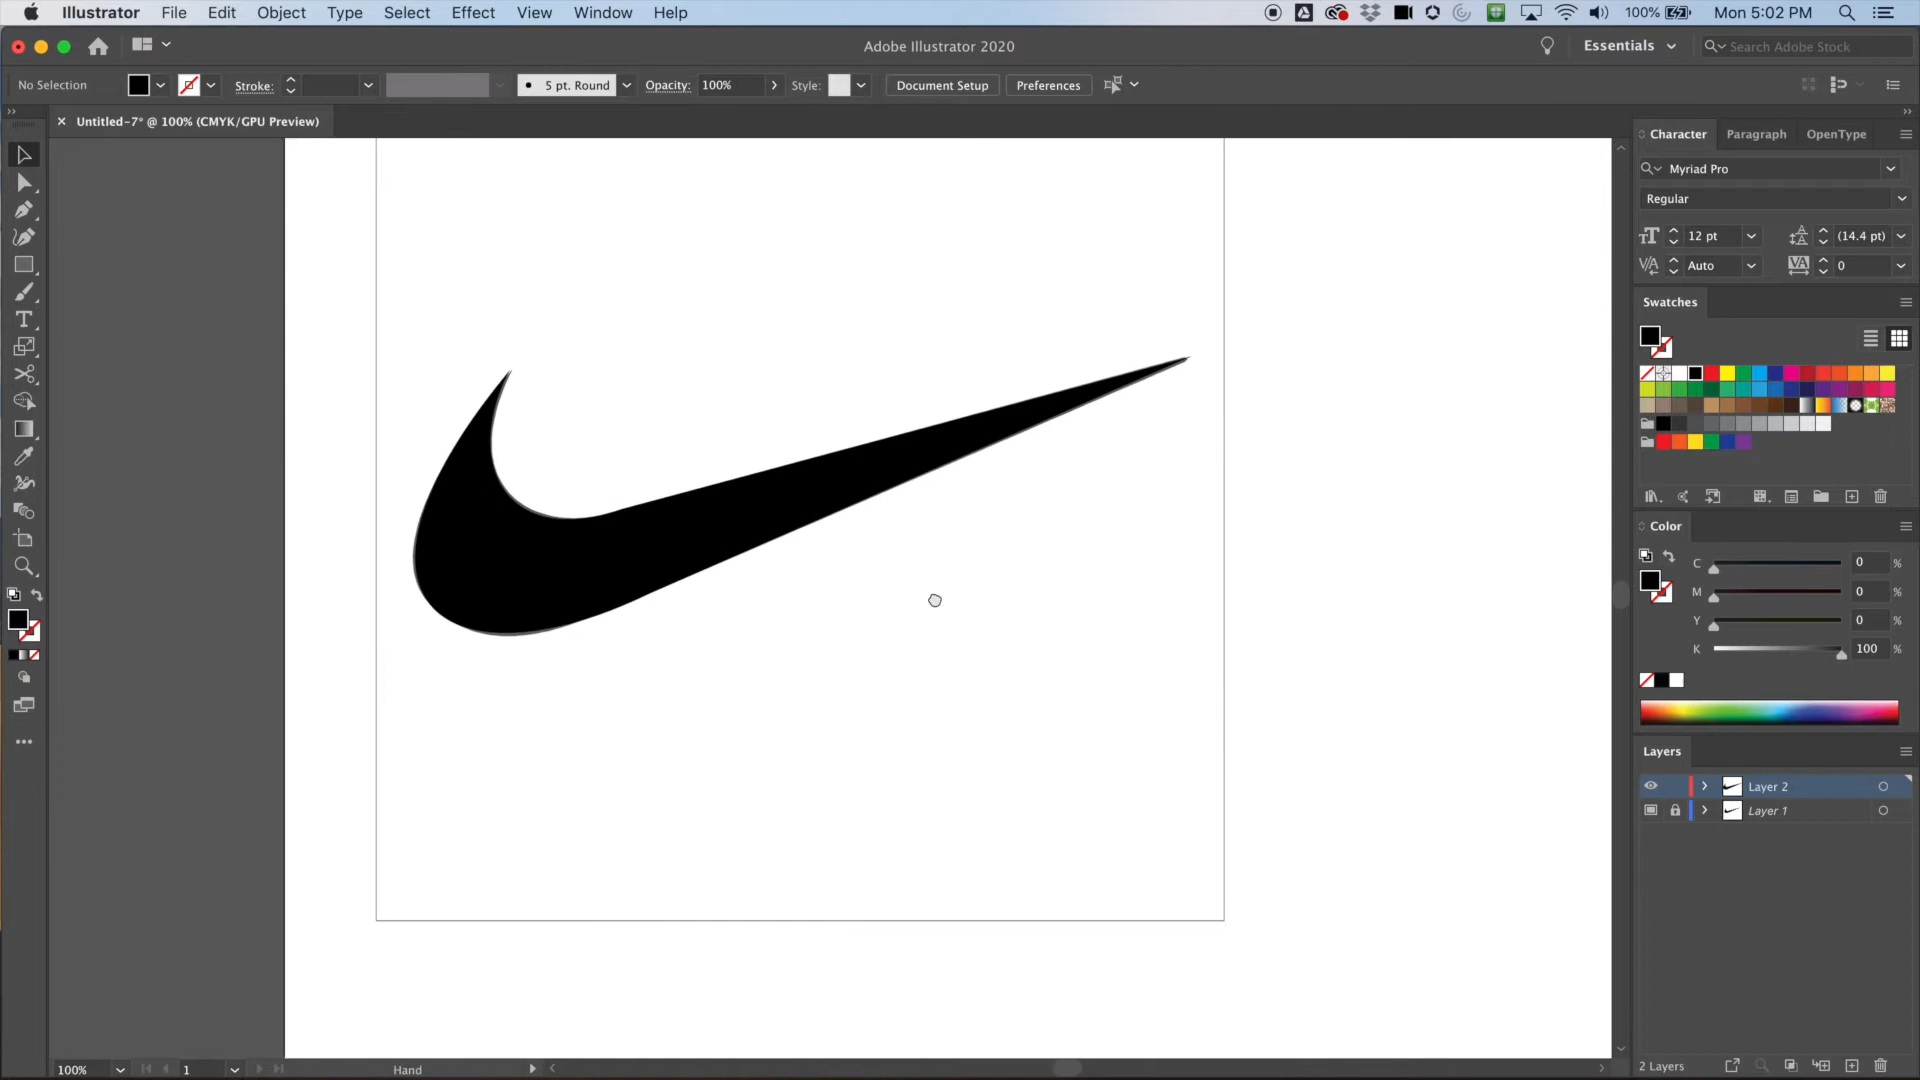 Illustrator File Edit Object Type Select Effect View Window Help 100% Mon 5:02 PM
Adobe Illustrator 2020 Essentials Search Adobe Stock
No Selection Stroke: 5 pt. Round Opacity: 100% Style: Document Setup Preferences
Untitled-7* @ 100% (CMYK/GPU Preview)
Character Paragraph OpenType
Myriad Pro
Regular
12 pt (14.4 pt)
Auto 0
Swatches
Color
C 0 %
M 0 %
Y 0 %
K 100 %
Layers
Layer 2
Layer 1
100% 1 Hand 2 Layers